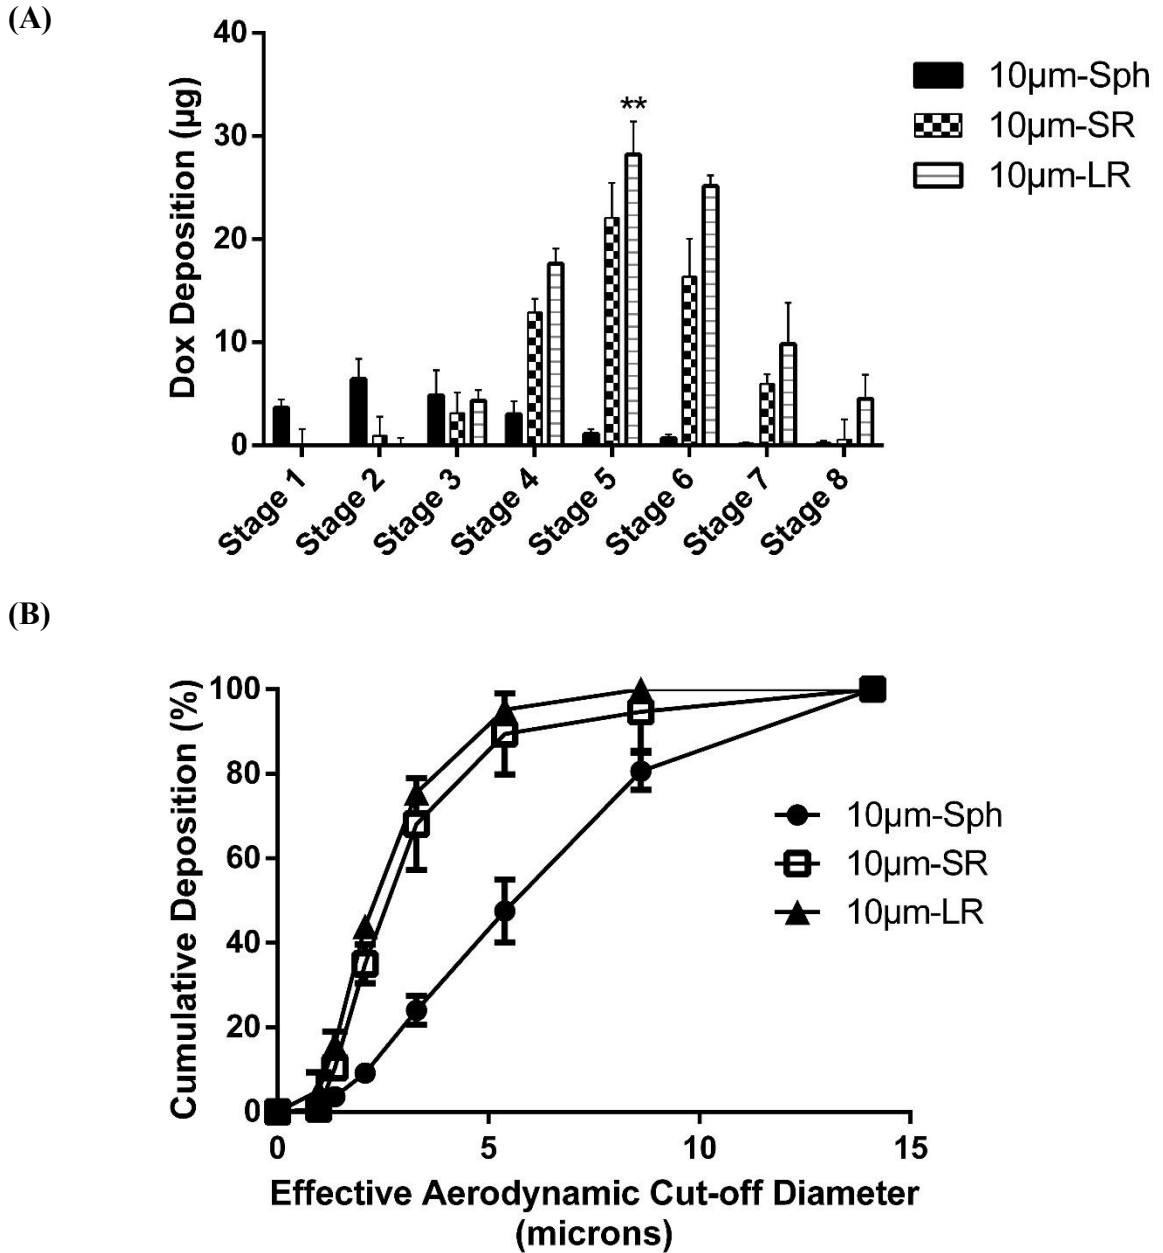 (A)
40
30
20
10
0
Dox Deposition (µg)
**
10µm-Sph
10µm-SR
10µm-LR
Stage 1
Stage 2
Stage 3
Stage 4
Stage 5
Stage 6
Stage 7
Stage 8
(B)
100
80
60
40
20
0
Cumulative Deposition (%)
10µm-Sph
10µm-SR
10µm-LR
0
5
10
15
Effective Aerodynamic Cut-off Diameter
(microns)